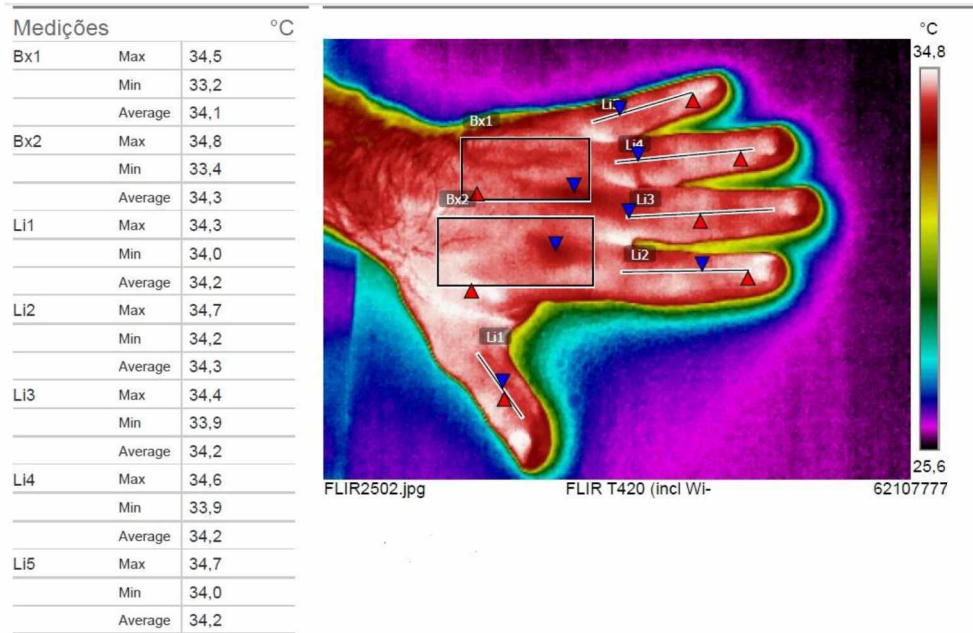 Medições °C
Bx1 Max 34,5
Min 33,2
Average 34,1
Bx2 Max 34,8
Min 33,4
Average 34,3
Li1 Max 34,3
Min 34,0
Average 34,2
Li2 Max 34,7
Min 34,2
Average 34,3
Li3 Max 34,4
Min 33,9
Average 34,2
Li4 Max 34,6
Min 33,9
Average 34,2
Li5 Max 34,7
Min 34,0
Average 34,2
°C
34,8
Li5
Bx1
Li4
Bx2
Li3
Li2
Li1
25,6
FLIR2502.jpg FLIR T420 (incl Wi- 62107777